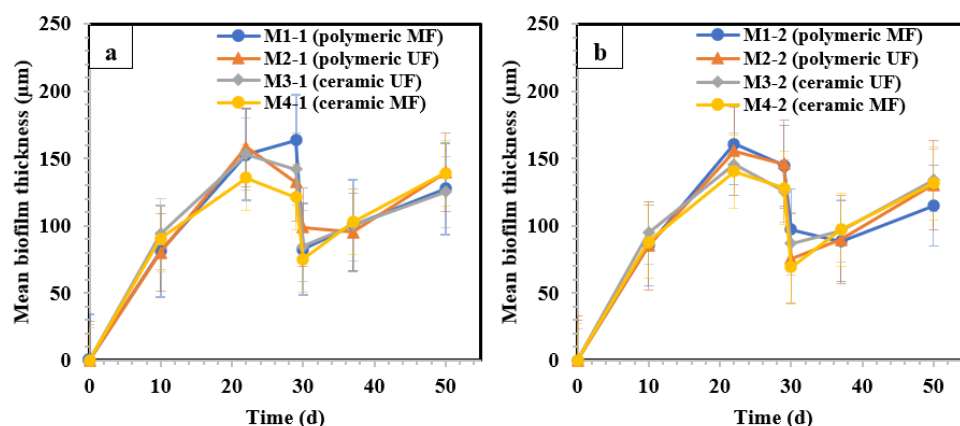 a
M1-1 (polymeric MF)
M2-1 (polymeric UF)
M3-1 (ceramic UF)
M4-1 (ceramic MF)
Mean biofilm thickness (µm)
250
200
150
100
50
0
0 10 20 30 40 50
Time (d)
b
M1-2 (polymeric MF)
M2-2 (polymeric UF)
M3-2 (ceramic UF)
M4-2 (ceramic MF)
Mean biofilm thickness (µm)
250
200
150
100
50
0
0 10 20 30 40 50
Time (d)